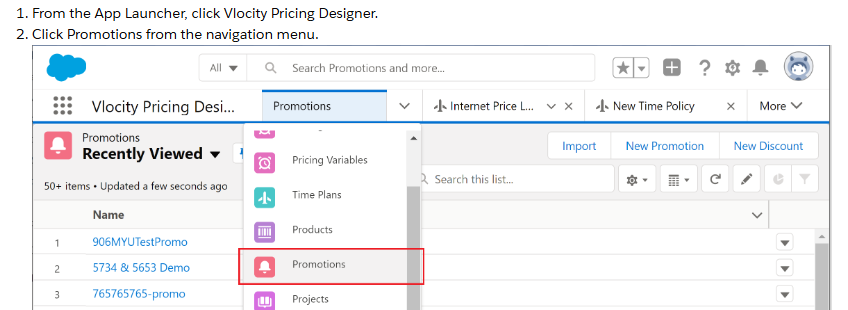 1. From the App Launcher, click Vlocity Pricing Designer.
2. Click Promotions from the navigation menu.
All
Search Promotions and more...
Vlocity Pricing Desi...
Promotions
Internet Price L...
New Time Policy
More
Promotions
Recently Viewed
Import
New Promotion
New Discount
50+ items • Updated a few seconds ago
Search this list...
Name
1 906MYUTestPromo
2 5734 & 5653 Demo
3 765765765-promo
Pricing Variables
Time Plans
Products
Promotions
Projects